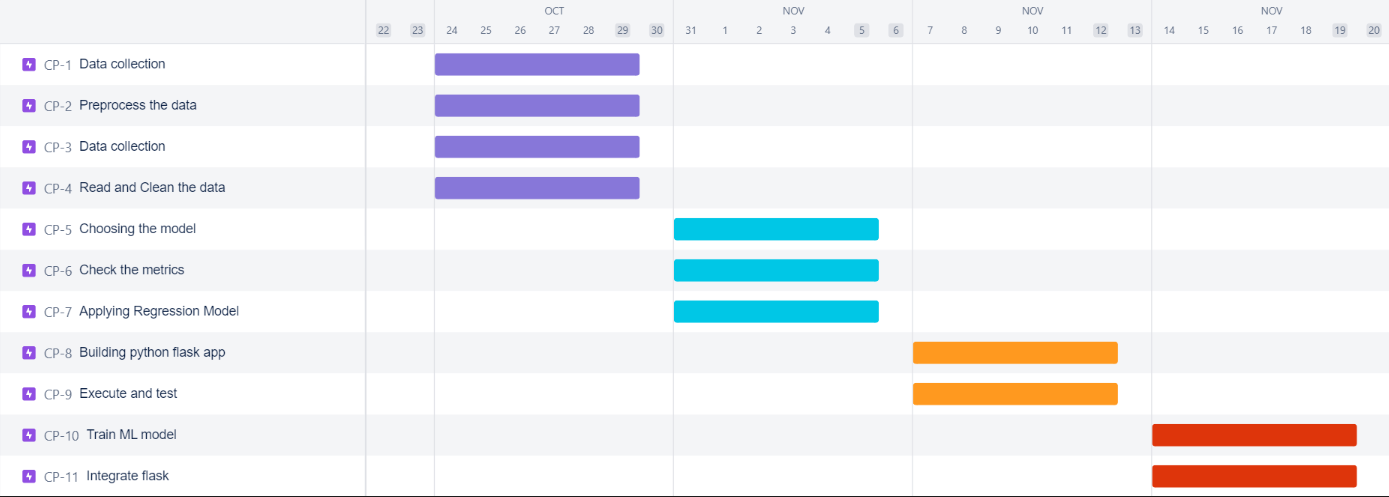 OCT NOV NOV NOV
22 23 24 25 26 27 28 29 30 31 1 2 3 4 5 6 7 8 9 10 11 12 13 14 15 16 17 18 19 20
CP-1 Data collection
CP-2 Preprocess the data
CP-3 Data collection
CP-4 Read and Clean the data
CP-5 Choosing the model
CP-6 Check the metrics
CP-7 Applying Regression Model
CP-8 Building python flask app
CP-9 Execute and test
CP-10 Train ML model
CP-11 Integrate flask